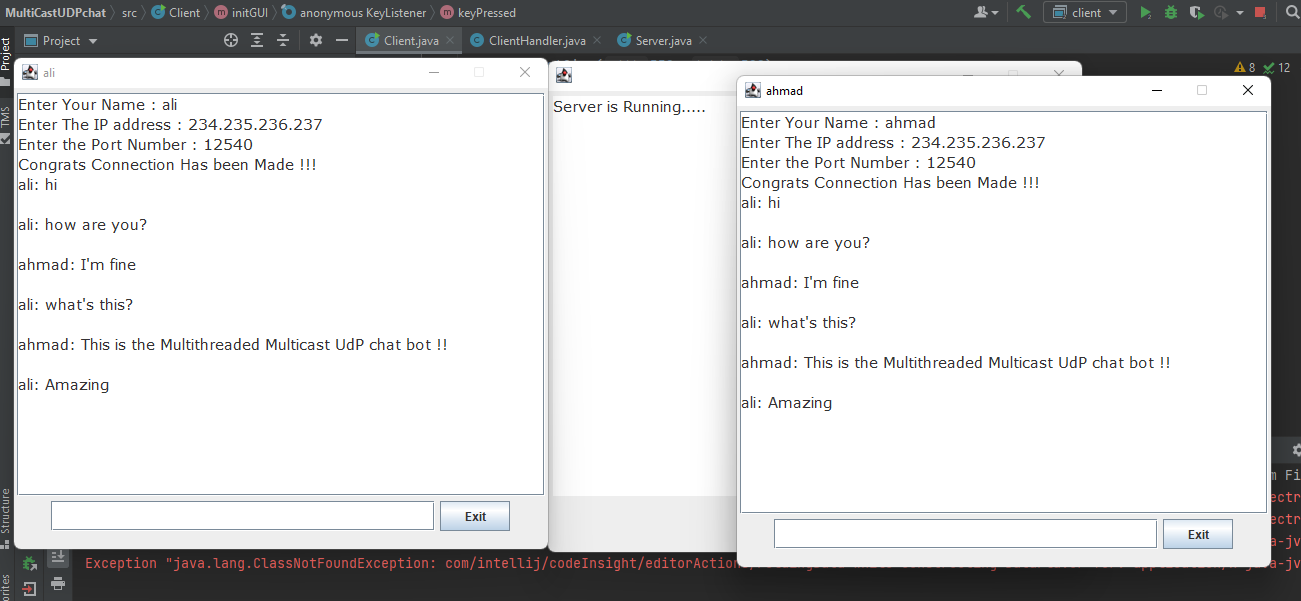 MultiCastUDPchat src Client initGUI anonymous KeyListener keyPressed client
Project Client.java ClientHandler.java Server.java
Project
TMS
Structure
8 12
ali
Enter Your Name : ali
Enter The IP address : 234.235.236.237
Enter the Port Number : 12540
Congrats Connection Has been Made !!!
ali: hi
ali: how are you?
ahmad: I'm fine
ali: what's this?
ahmad: This is the Multithreaded Multicast UdP chat bot !!
ali: Amazing
Exit
Server is Running.....
ahmad
Enter Your Name : ahmad
Enter The IP address : 234.235.236.237
Enter the Port Number : 12540
Congrats Connection Has been Made !!!
ali: hi
ali: how are you?
ahmad: I'm fine
ali: what's this?
ahmad: This is the Multithreaded Multicast UdP chat bot !!
ali: Amazing
Exit
Exception "java.lang.ClassNotFoundException: com/intellij/codeInsight/editorAction